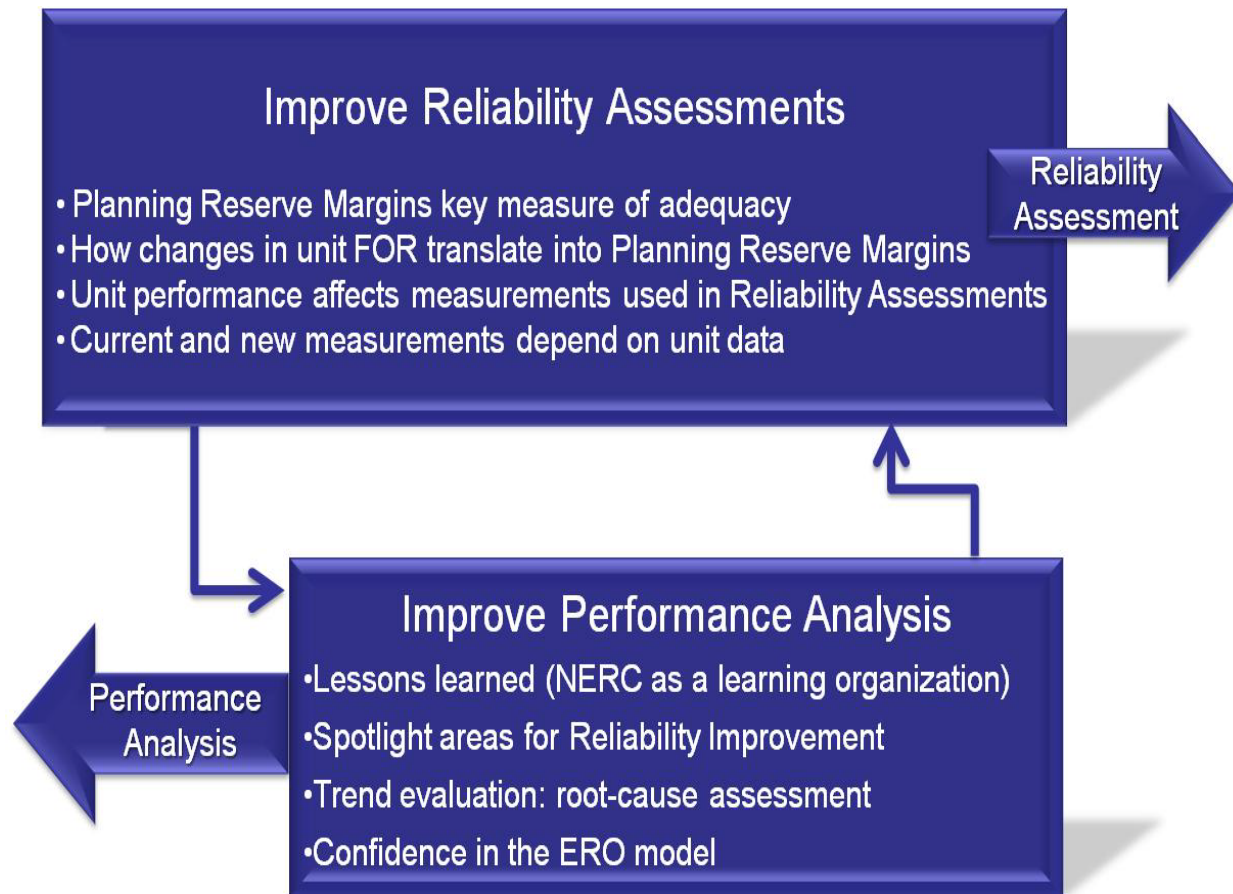 Improve Reliability Assessments
• Planning Reserve Margins key measure of adequacy
• How changes in unit FOR translate into Planning Reserve Margins
• Unit performance affects measurements used in Reliability Assessments
• Current and new measurements depend on unit data
Reliability
Assessment
Improve Performance Analysis
•Lessons learned (NERC as a learning organization)
•Spotlight areas for Reliability Improvement
•Trend evaluation: root-cause assessment
•Confidence in the ERO model
Performance
Analysis